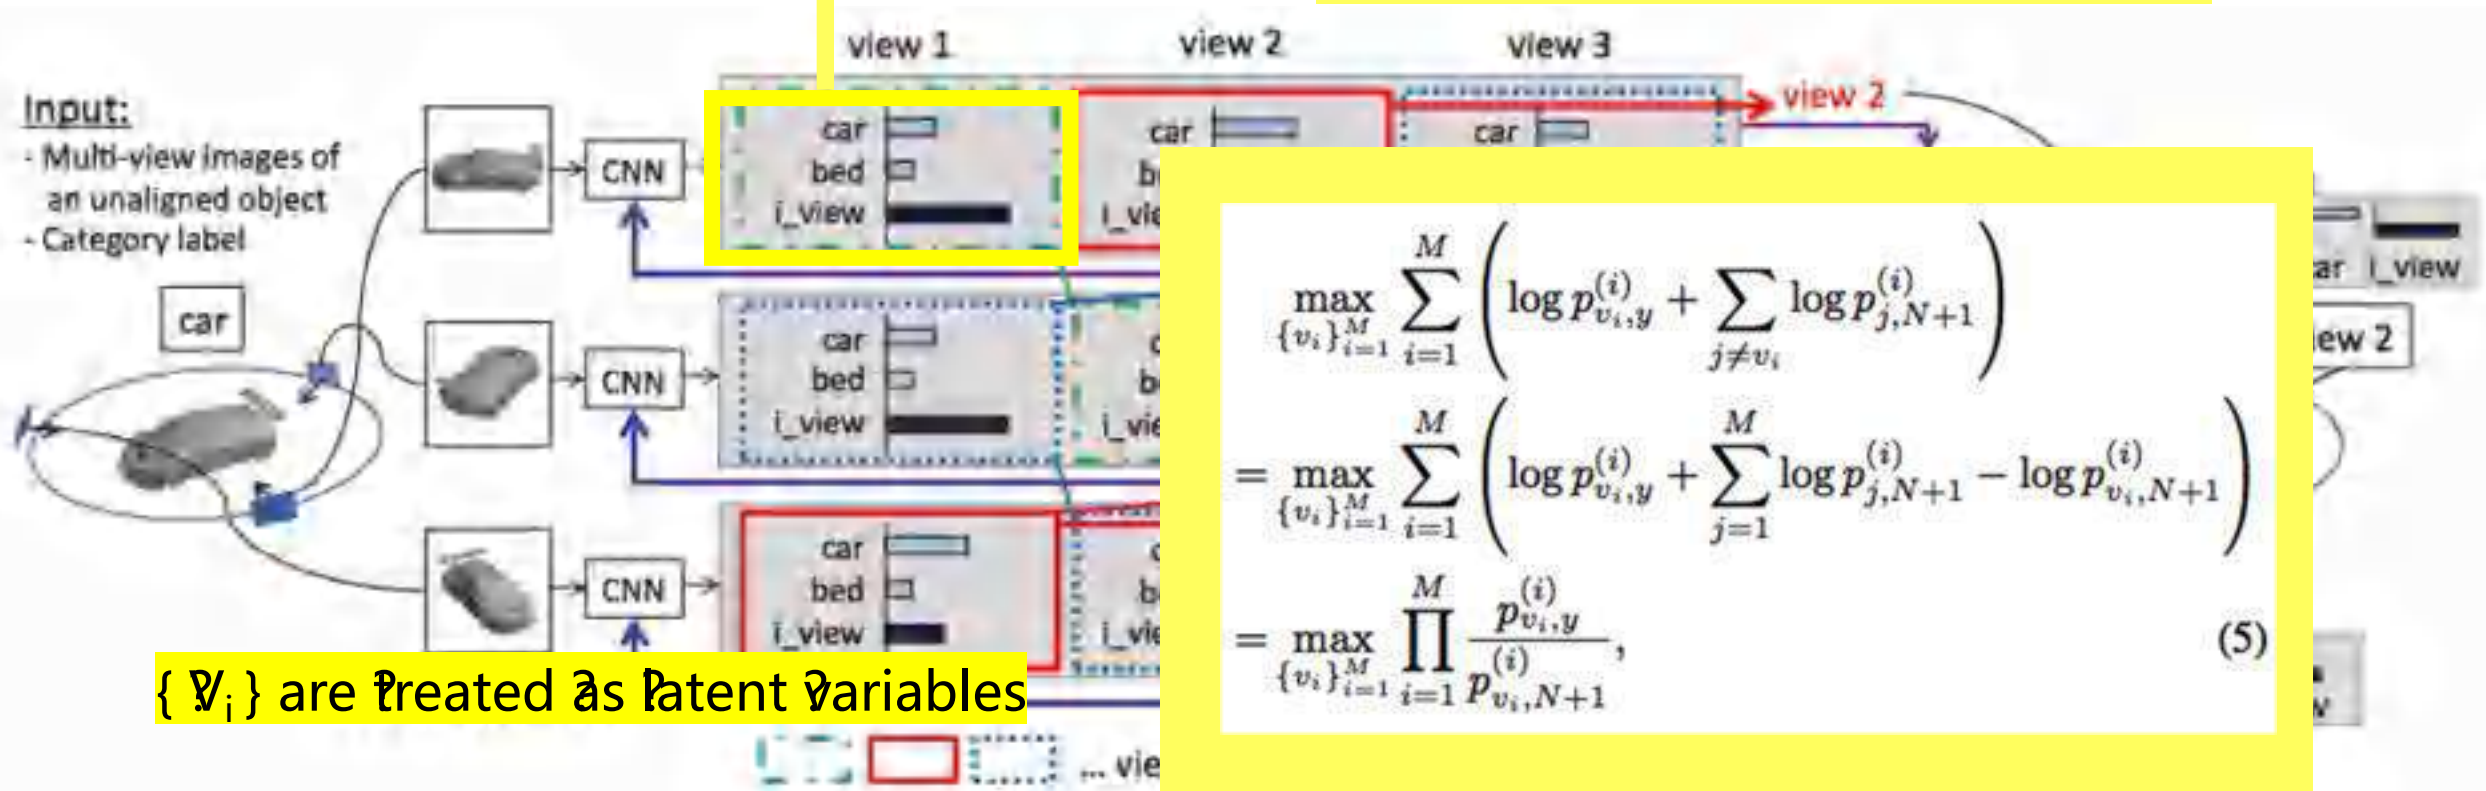 view 1 view 2 view 3
view 2
Input:
- Multi-view images of
an unaligned object
- Category label
car
CNN
car
bed
i_view
car
car
CNN
car
bed
i_view
CNN
car
bed
i_view
i_view
\max_{\{v_i\}_{i=1}^{M}} \sum_{i=1}^{M} \left( \log p_{v_i,y}^{(i)} + \sum_{j \neq v_i} \log p_{j,N+1}^{(i)} \right)
= \max_{\{v_i\}_{i=1}^{M}} \sum_{i=1}^{M} \left( \log p_{v_i,y}^{(i)} + \sum_{j=1}^{M} \log p_{j,N+1}^{(i)} - \log p_{v_i,N+1}^{(i)} \right)
= \max_{\{v_i\}_{i=1}^{M}} \prod_{i=1}^{M} \frac{p_{v_i,y}^{(i)}}{p_{v_i,N+1}^{(i)}}, (5)
{ V_i } are treated as latent variables